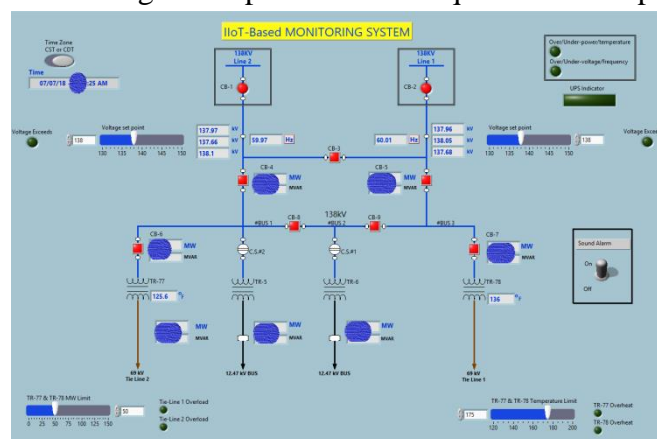 IIoT-Based MONITORING SYSTEM
Time Zone
CST or CDT
Time
07/07/18
:25 AM
138KV
Line 2
CB-1
138KV
Line 1
CB-2
Over/Under-power/temperature
Over/Under-voltage/frequency
UPS Indicator
Voltage Exceeds
138
Voltage set point
130 135 140 145 150
137.97 kV
137.66 kV
138.1 kV
59.97 Hz
60.01 Hz
137.96 kV
138.05 kV
137.68 kV
Voltage set point
130 135 140 145 150
138
Voltage Exce
CB-3
CB-4
MW
MVAR
CB-5
MW
MVAR
#BUS 1
CB-8
138kV
#BUS 2
CB-8
#BUS 3
CB-6
MW
MVAR
C.S.#2
C.S.#1
CB-7
MW
MVAR
TR-77
TR-5
TR-6
TR-78
125.6 °F
136 °F
MW
MVAR
MW
MVAR
MW
MVAR
69 kV
Tie Line 2
12.47 kV BUS
12.47 kV BUS
69 kV
Tie Line 1
Sound Alarm
On
Off
TR-77 & TR-78 MW Limit
0 25 50 75 100 125 150
50
Tie-Line 1 Overload
Tie-Line 2 Overload
TR-77 & TR-78 Temperature Limit
175
120 140 160 180 200
TR-77 Overheat
TR-78 Overheat